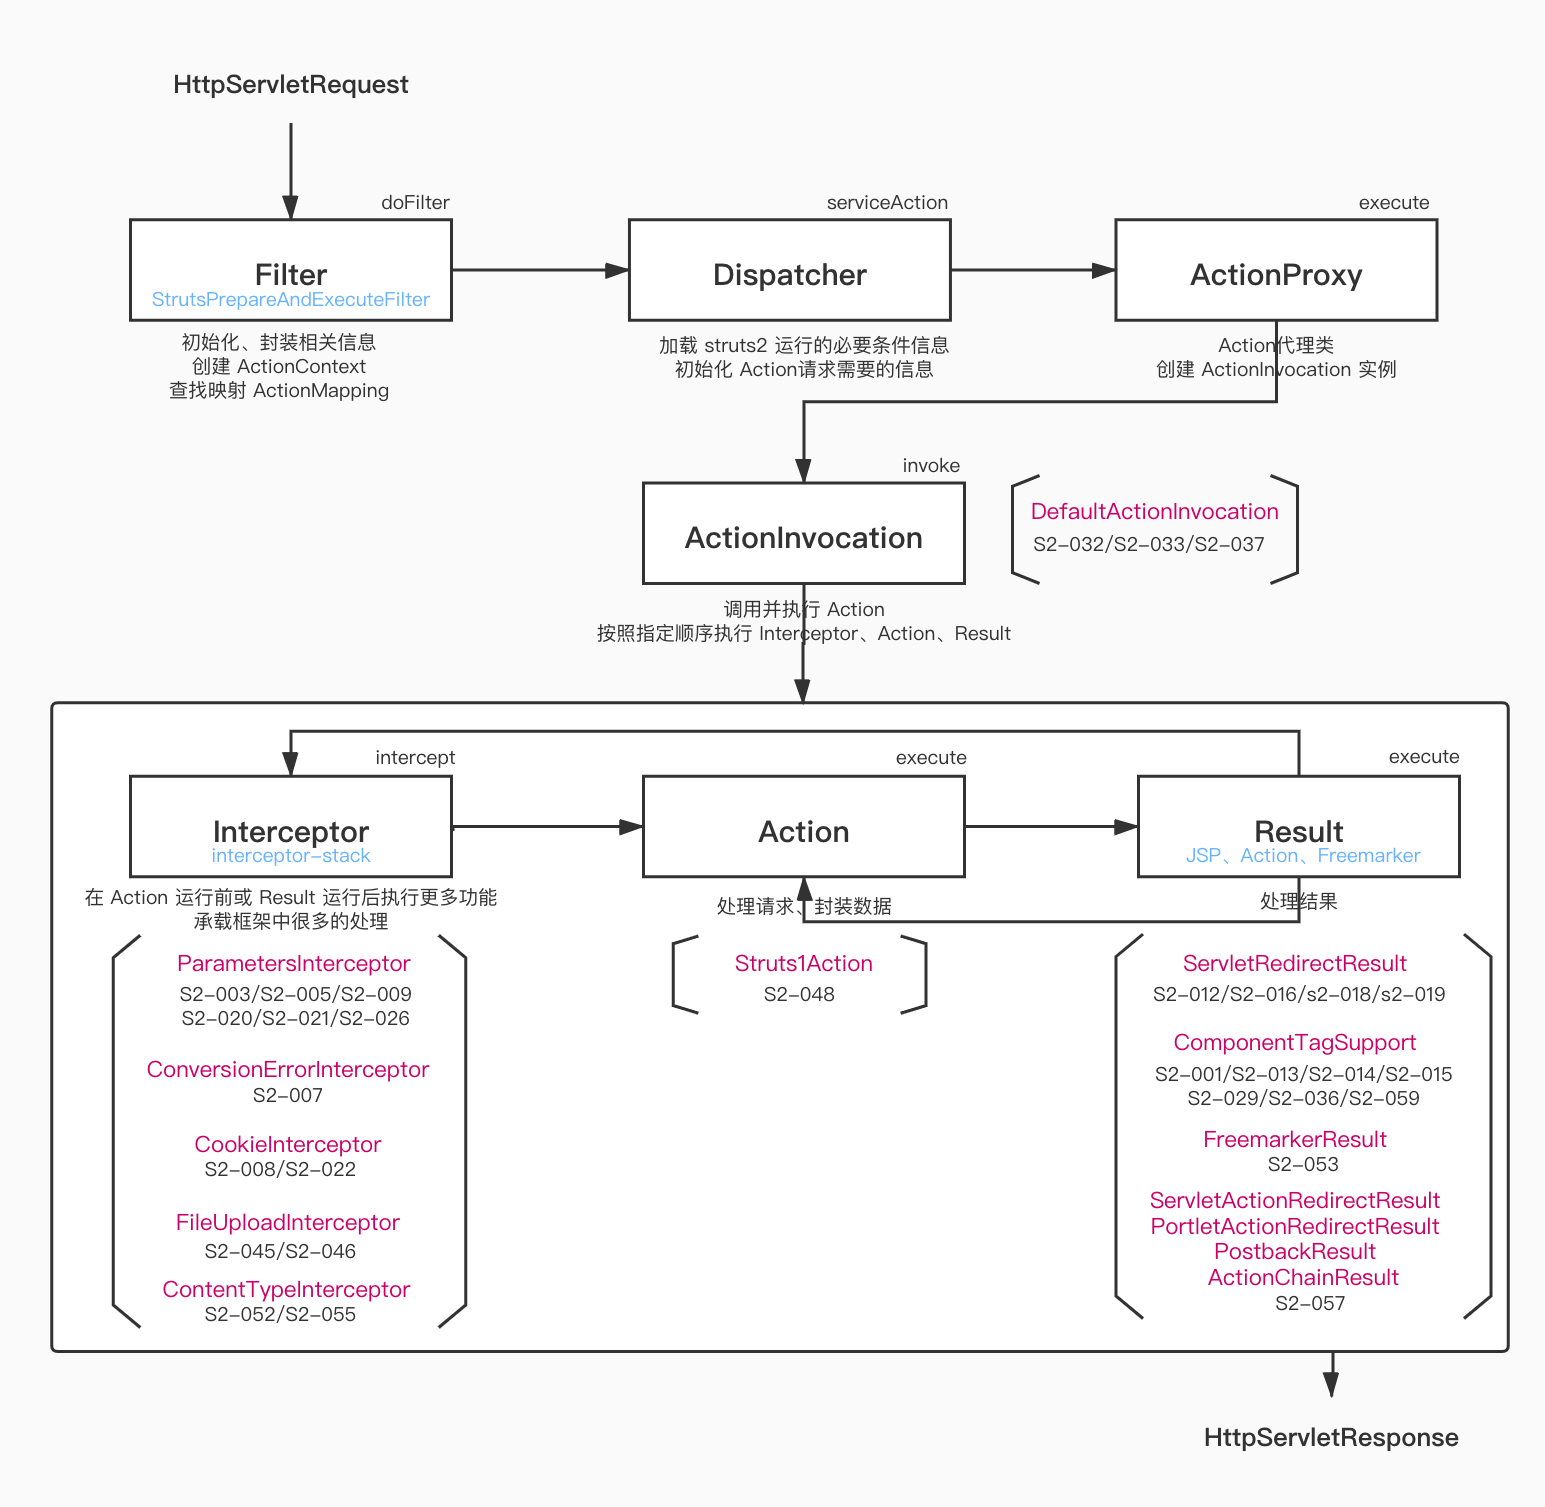 HttpServletRequest
doFilter
Filter
StrutsPrepareAndExecuteFilter
初始化、封装相关信息
创建 ActionContext
查找映射 ActionMapping
serviceAction
Dispatcher
加载 struts2 运行的必要条件信息
初始化 Action请求需要的信息
execute
ActionProxy
Action代理类
创建 ActionInvocation 实例
invoke
ActionInvocation
调用并执行 Action
按照指定顺序执行 Interceptor、Action、Result
DefaultActionInvocation
S2-032/S2-033/S2-037
intercept
Interceptor
interceptor-stack
在 Action 运行前或 Result 运行后执行更多功能
承载框架中很多的处理
ParametersInterceptor
S2-003/S2-005/S2-009
S2-020/S2-021/S2-026
ConversionErrorInterceptor
S2-007
CookieInterceptor
S2-008/S2-022
FileUploadInterceptor
S2-045/S2-046
ContentTypeInterceptor
S2-052/S2-055
execute
Action
处理请求、封装数据
Struts1Action
S2-048
execute
Result
JSP、Action、Freemarker
处理结果
ServletRedirectResult
S2-012/S2-016/s2-018/s2-019
ComponentTagSupport
S2-001/S2-013/S2-014/S2-015
S2-029/S2-036/S2-059
FreemarkerResult
S2-053
ServletActionRedirectResult
PortletActionRedirectResult
PostbackResult
ActionChainResult
S2-057
HttpServletResponse